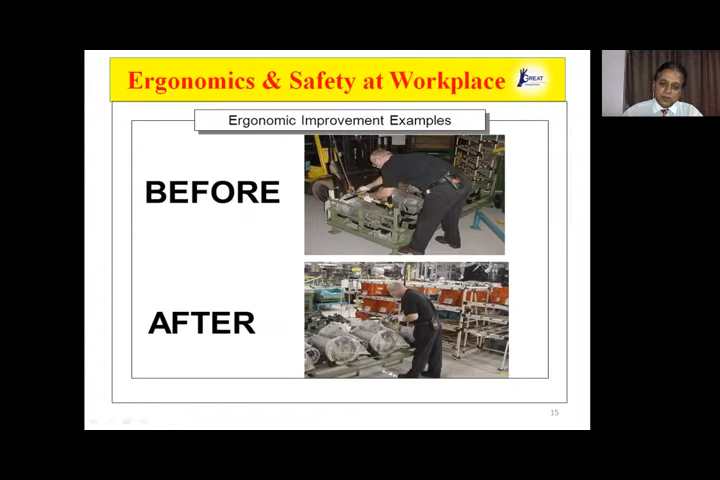 Ergonomics & Safety at Workplace
GREAT
Ergonomic Improvement Examples
BEFORE
AFTER
15